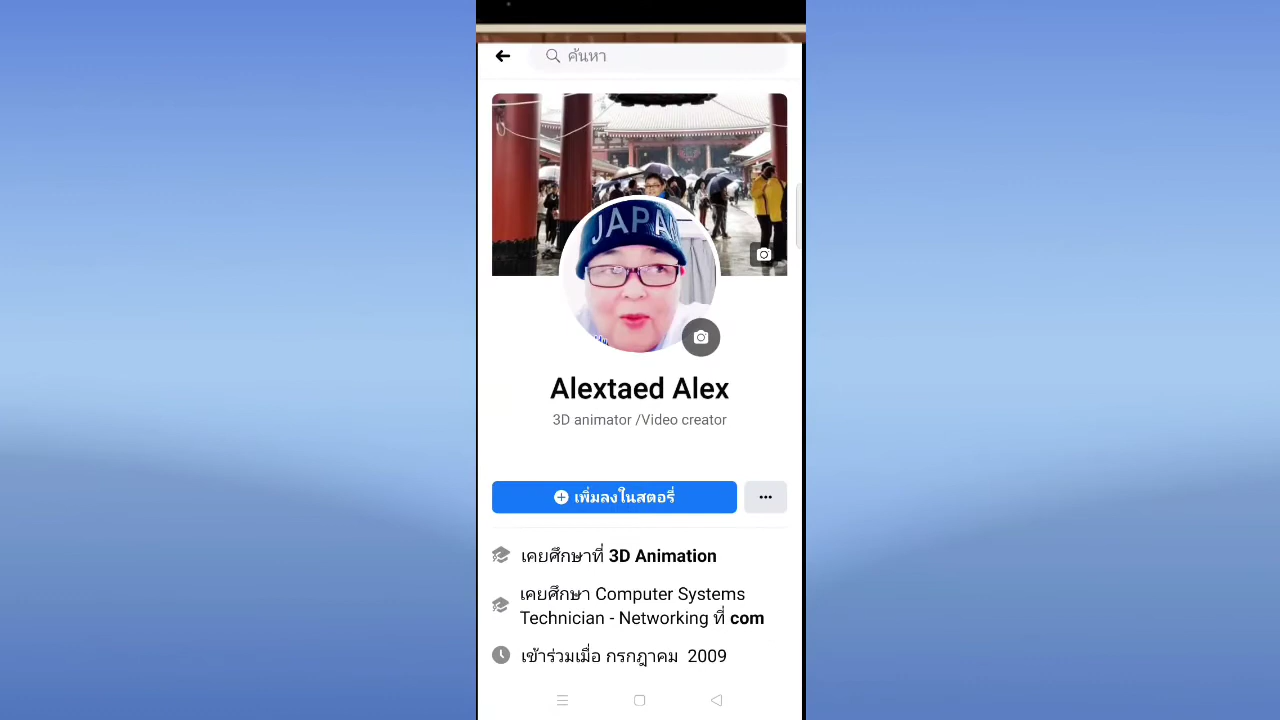 ค้นหา
JAPA
Alextaed Alex
3D animator /Video creator
เพิ่มลงในสตอรี่
เคยศึกษาที่ 3D Animation
เคยศึกษา Computer Systems
Technician - Networking ที่ com
เข้าร่วมเมื่อ กรกฎาคม 2009